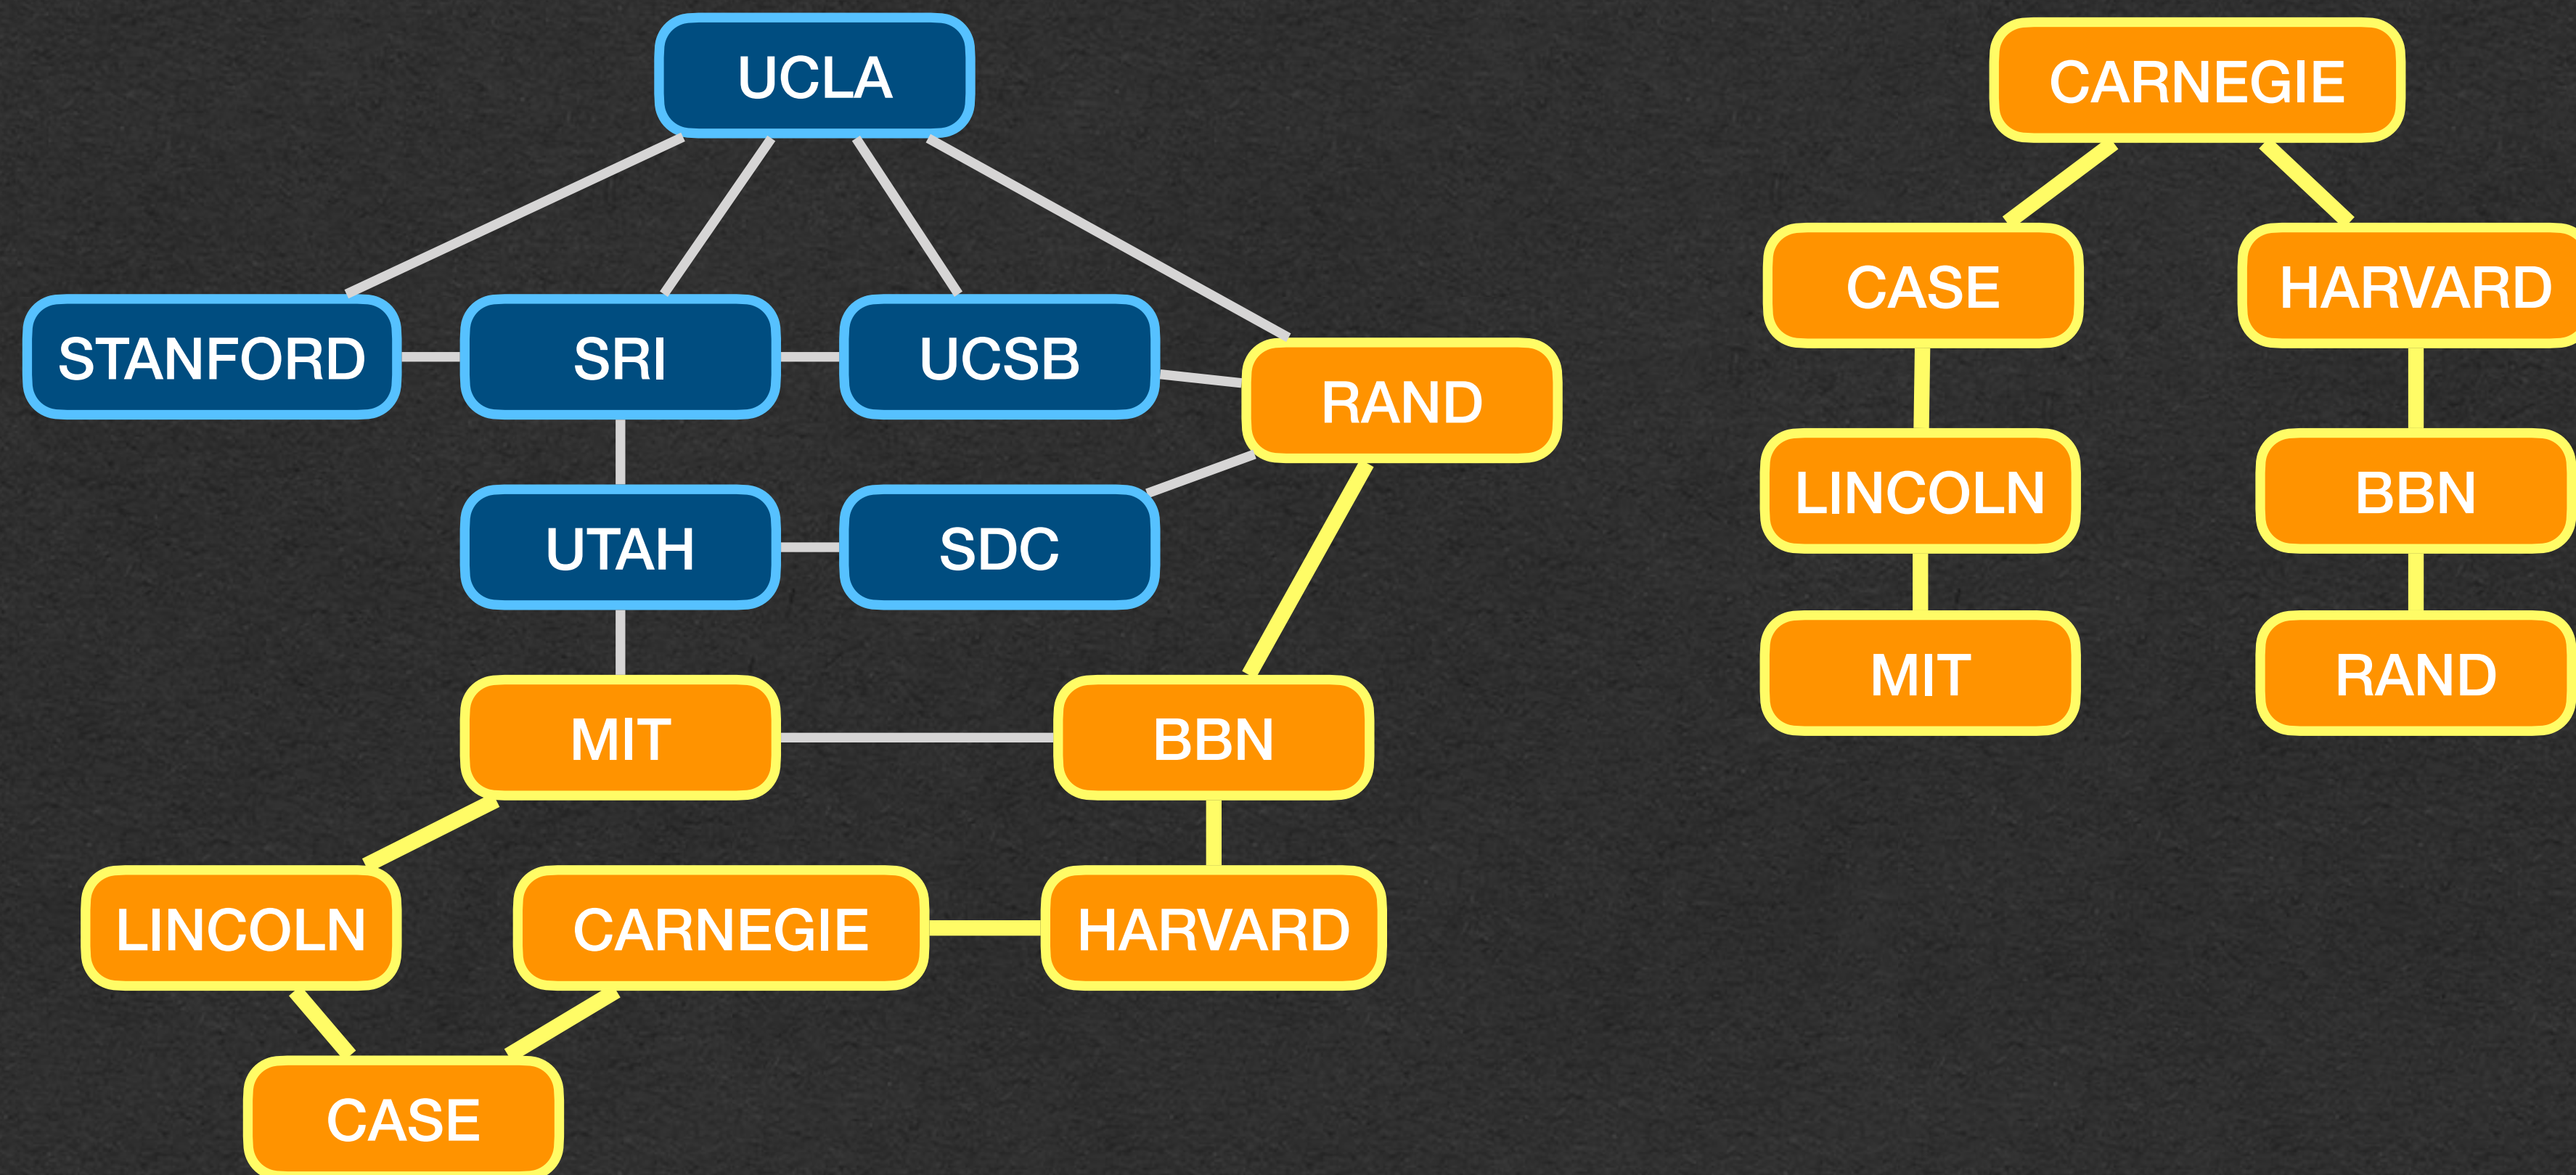 UCLA
STANFORD
SRI
UCSB
RAND
UTAH
SDC
MIT
BBN
LINCOLN
CARNEGIE
HARVARD
CASE
CARNEGIE
CASE
HARVARD
LINCOLN
BBN
MIT
RAND